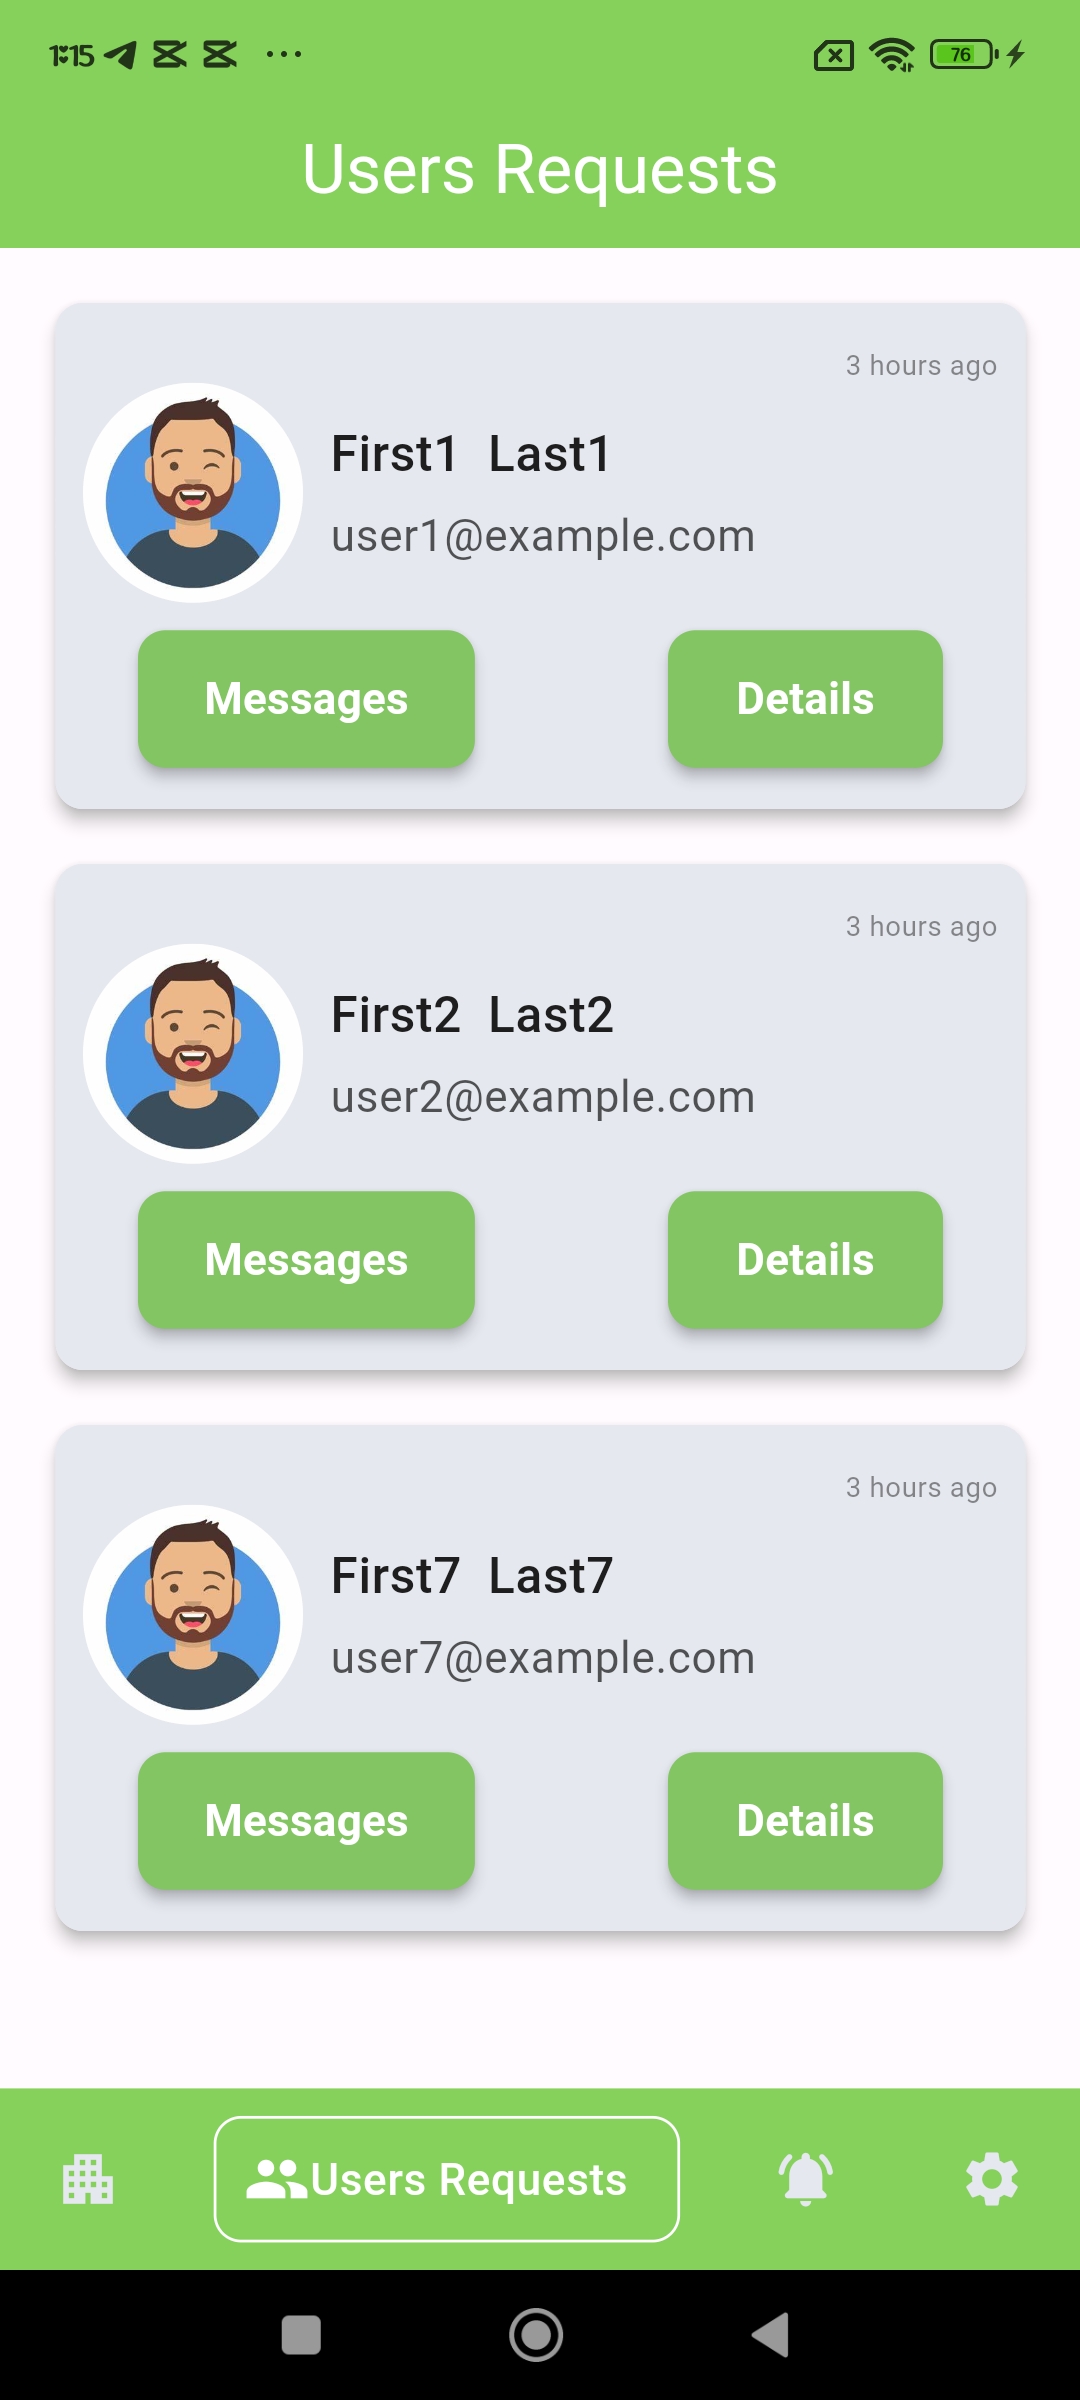 1:15
76
Users Requests
3 hours ago
First1 Last1
user1@example.com
Messages Details
3 hours ago
First2 Last2
user2@example.com
Messages Details
3 hours ago
First7 Last7
user7@example.com
Messages Details
Users Requests